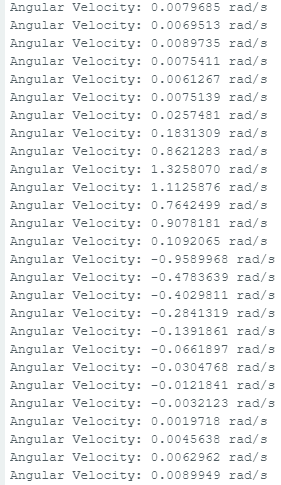 Angular Velocity: 0.0079685 rad/s
Angular Velocity: 0.0069513 rad/s
Angular Velocity: 0.0089735 rad/s
Angular Velocity: 0.0075411 rad/s
Angular Velocity: 0.0061267 rad/s
Angular Velocity: 0.0075139 rad/s
Angular Velocity: 0.0257481 rad/s
Angular Velocity: 0.1831309 rad/s
Angular Velocity: 0.8621283 rad/s
Angular Velocity: 1.3258070 rad/s
Angular Velocity: 1.1125876 rad/s
Angular Velocity: 0.7642499 rad/s
Angular Velocity: 0.9078181 rad/s
Angular Velocity: 0.1092065 rad/s
Angular Velocity: -0.9589968 rad/s
Angular Velocity: -0.4783639 rad/s
Angular Velocity: -0.4029811 rad/s
Angular Velocity: -0.2841319 rad/s
Angular Velocity: -0.1391861 rad/s
Angular Velocity: -0.0661897 rad/s
Angular Velocity: -0.0304768 rad/s
Angular Velocity: -0.0121841 rad/s
Angular Velocity: -0.0032123 rad/s
Angular Velocity: 0.0019718 rad/s
Angular Velocity: 0.0045638 rad/s
Angular Velocity: 0.0062962 rad/s
Angular Velocity: 0.0089949 rad/s